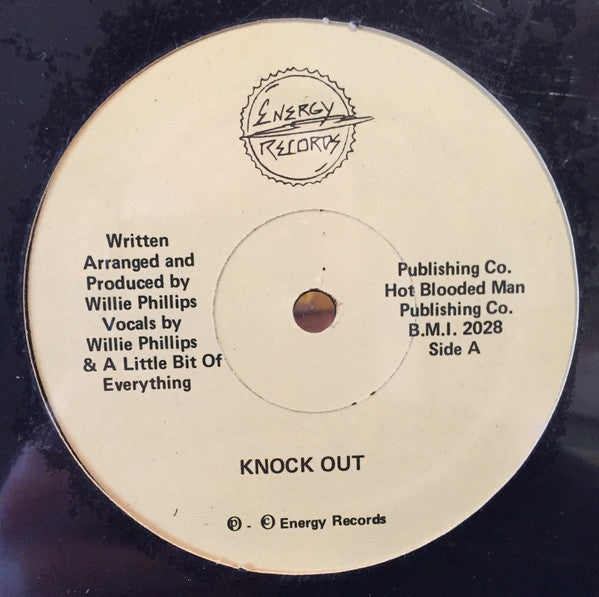 ENERGY
RECORDS
Written
Arranged and
Produced by
Willie Phillips
Vocals by
Willie Phillips
& A Little Bit Of
Everything
Publishing Co.
Hot Blooded Man
Publishing Co.
B.M.I. 2028
Side A
KNOCK OUT
℗ - © Energy Records